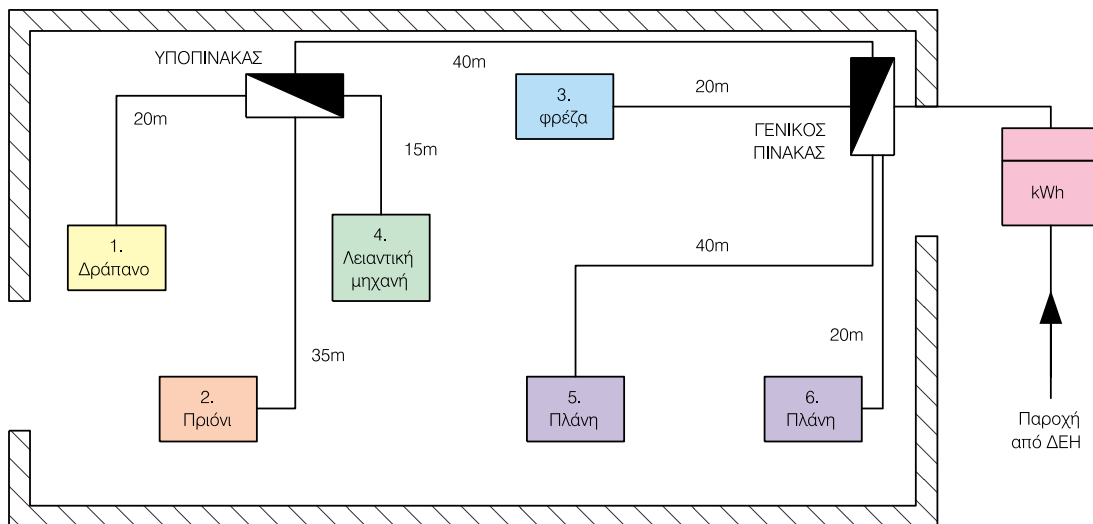 ΥΠΟΠΙΝΑΚΑΣ
40m
20m
3.
φρέζα
20m
ΓΕΝΙΚΟΣ
ΠΙΝΑΚΑΣ
15m
kWh
1.
Δράπανο
4.
Λειαντική
μηχανή
40m
35m
20m
2.
Πριόνι
5.
Πλάνη
6.
Πλάνη
Παροχή
από ΔΕΗ